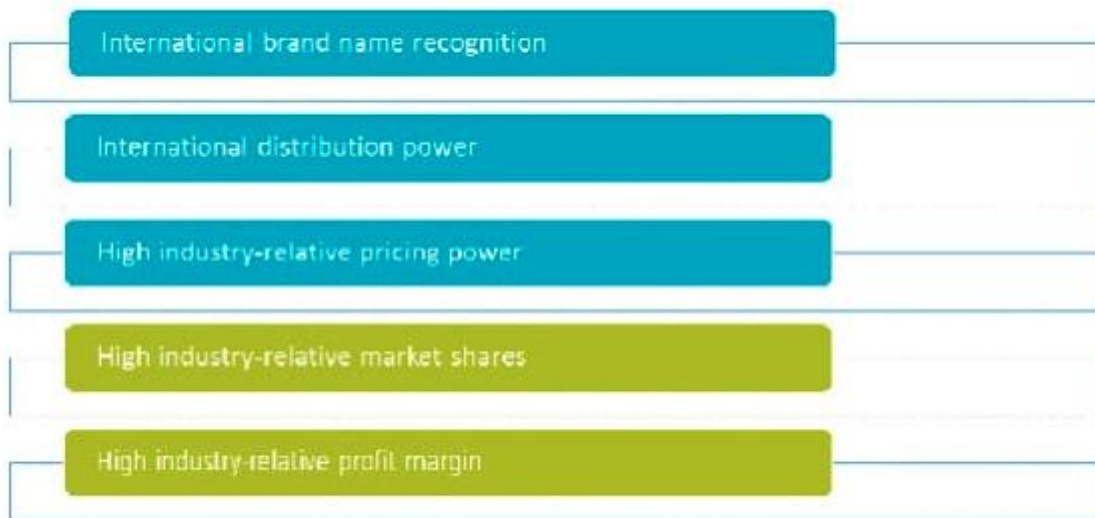 International brand name recognition
International distribution power
High industry-relative pricing power
High industry-relative market shares
High industry-relative profit margin